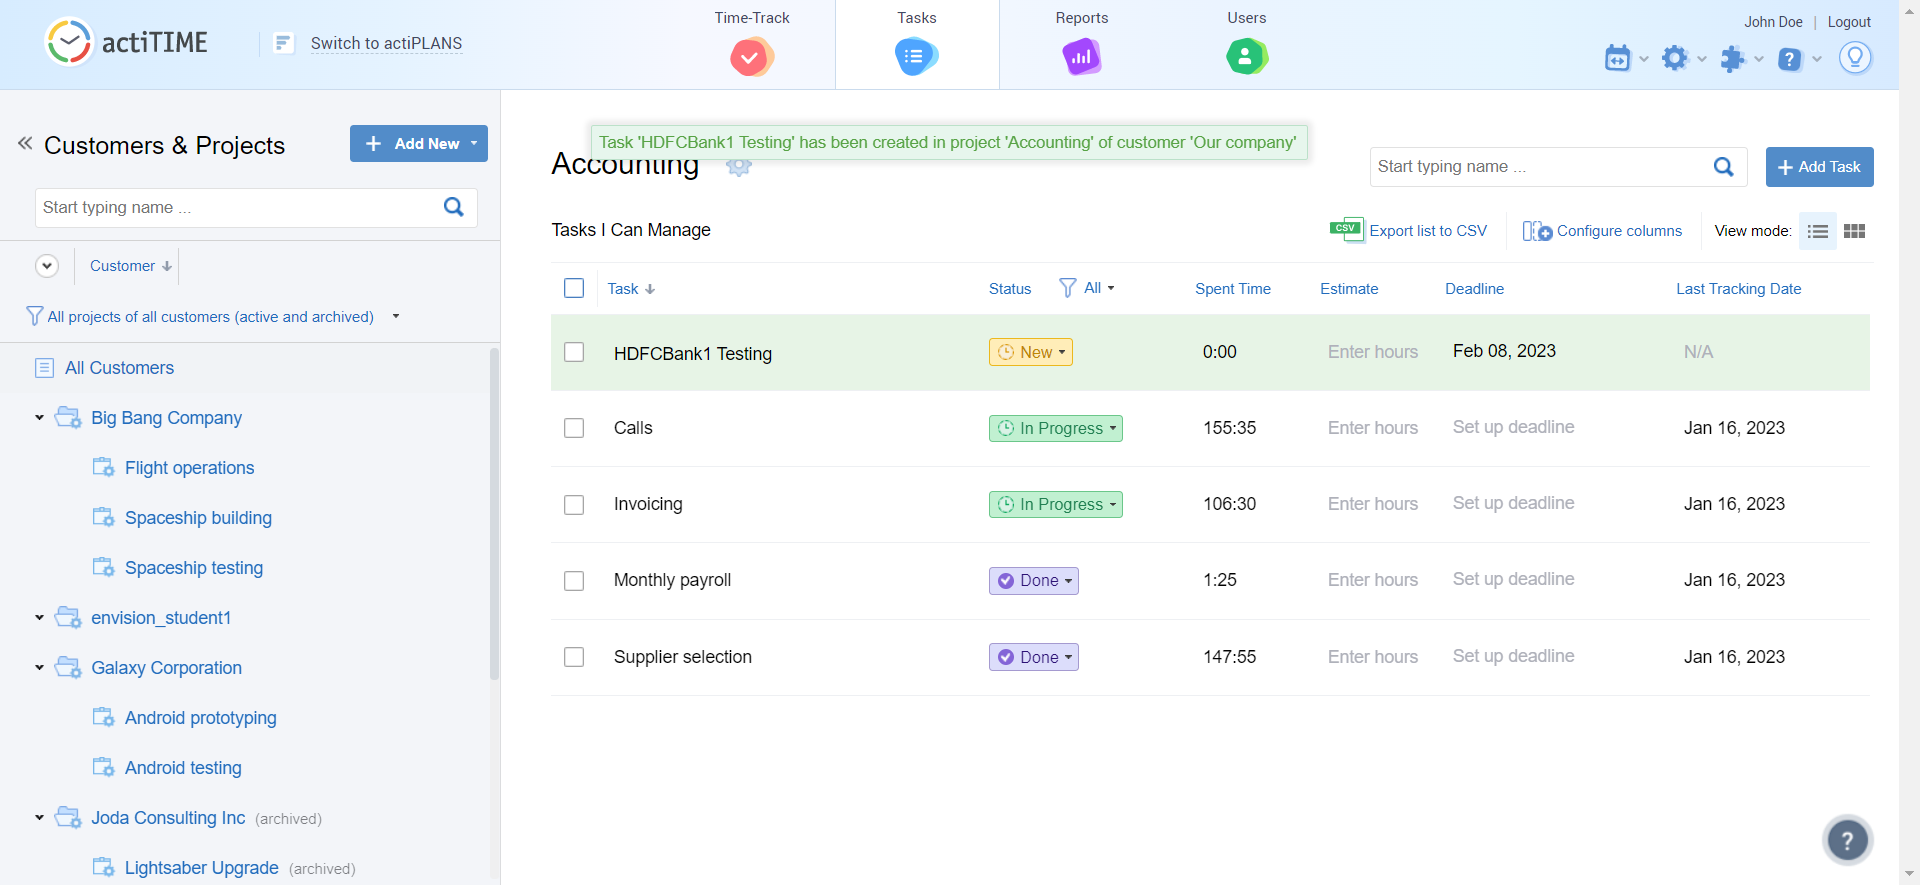 actiTIME
Switch to actiPLANS
Time-Track
Tasks
Reports
Users
John Doe | Logout
Customers & Projects
Add New
Start typing name ...
Customer
All projects of all customers (active and archived)
All Customers
Big Bang Company
Flight operations
Spaceship building
Spaceship testing
envision_student1
Galaxy Corporation
Android prototyping
Android testing
Joda Consulting Inc (archived)
Lightsaber Upgrade (archived)
Task 'HDFCBank1 Testing' has been created in project 'Accounting' of customer 'Our company'
Accounting
Start typing name ...
Add Task
Tasks I Can Manage
CSV Export list to CSV
Configure columns
View mode:
Task Status All Spent Time Estimate Deadline Last Tracking Date
HDFCBank1 Testing New 0:00 Enter hours Feb 08, 2023 N/A
Calls In Progress 155:35 Enter hours Set up deadline Jan 16, 2023
Invoicing In Progress 106:30 Enter hours Set up deadline Jan 16, 2023
Monthly payroll Done 1:25 Enter hours Set up deadline Jan 16, 2023
Supplier selection Done 147:55 Enter hours Set up deadline Jan 16, 2023
?